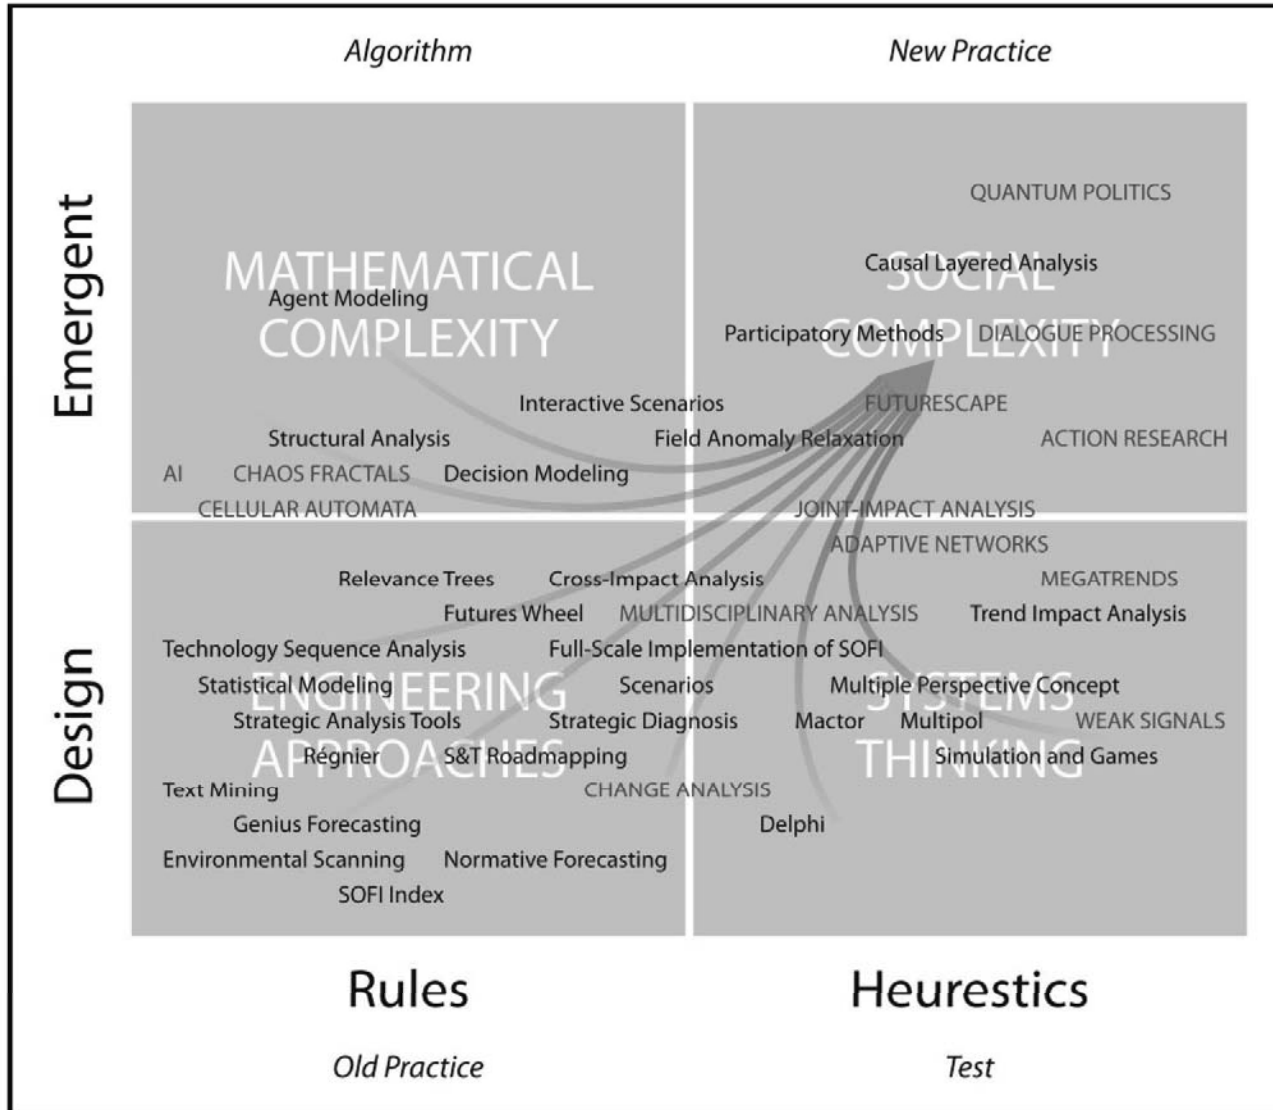 Algorithm
New Practice
Emergent
MATHEMATICAL
COMPLEXITY
Agent Modeling
QUANTUM POLITICS
Causal Layered Analysis
SOCIAL
COMPLEXITY
Participatory Methods
DIALOGUE PROCESSING
Interactive Scenarios
FUTURESCAPE
Structural Analysis
Field Anomaly Relaxation
ACTION RESEARCH
AI
CHAOS FRACTALS
Decision Modeling
CELLULAR AUTOMATA
JOINT-IMPACT ANALYSIS
ADAPTIVE NETWORKS
Design
Relevance Trees
Cross-Impact Analysis
MEGATRENDS
Futures Wheel
MULTIDISCIPLINARY ANALYSIS
Trend Impact Analysis
Technology Sequence Analysis
Full-Scale Implementation of SOFI
ENGINEERING
APPROACHES
SYSTEMS
THINKING
Statistical Modeling
Scenarios
Multiple Perspective Concept
Strategic Analysis Tools
Strategic Diagnosis
Mactor
Multipol
WEAK SIGNALS
Régnier
S&T Roadmapping
Simulation and Games
Text Mining
CHANGE ANALYSIS
Genius Forecasting
Delphi
Environmental Scanning
Normative Forecasting
SOFI Index
Rules
Heurestics
Old Practice
Test